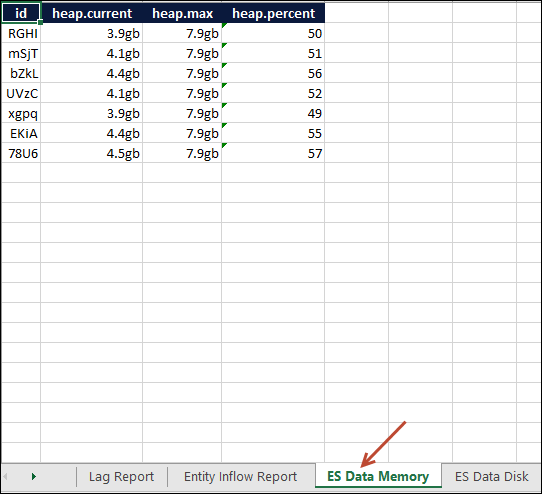 id heap.current heap.max heap.percent
RGHI 3.9gb 7.9gb 50
mSjT 4.1gb 7.9gb 51
bZkL 4.4gb 7.9gb 56
UVzC 4.1gb 7.9gb 52
xgpq 3.9gb 7.9gb 49
EKiA 4.4gb 7.9gb 55
78U6 4.5gb 7.9gb 57
Lag Report Entity Inflow Report ES Data Memory ES Data Disk